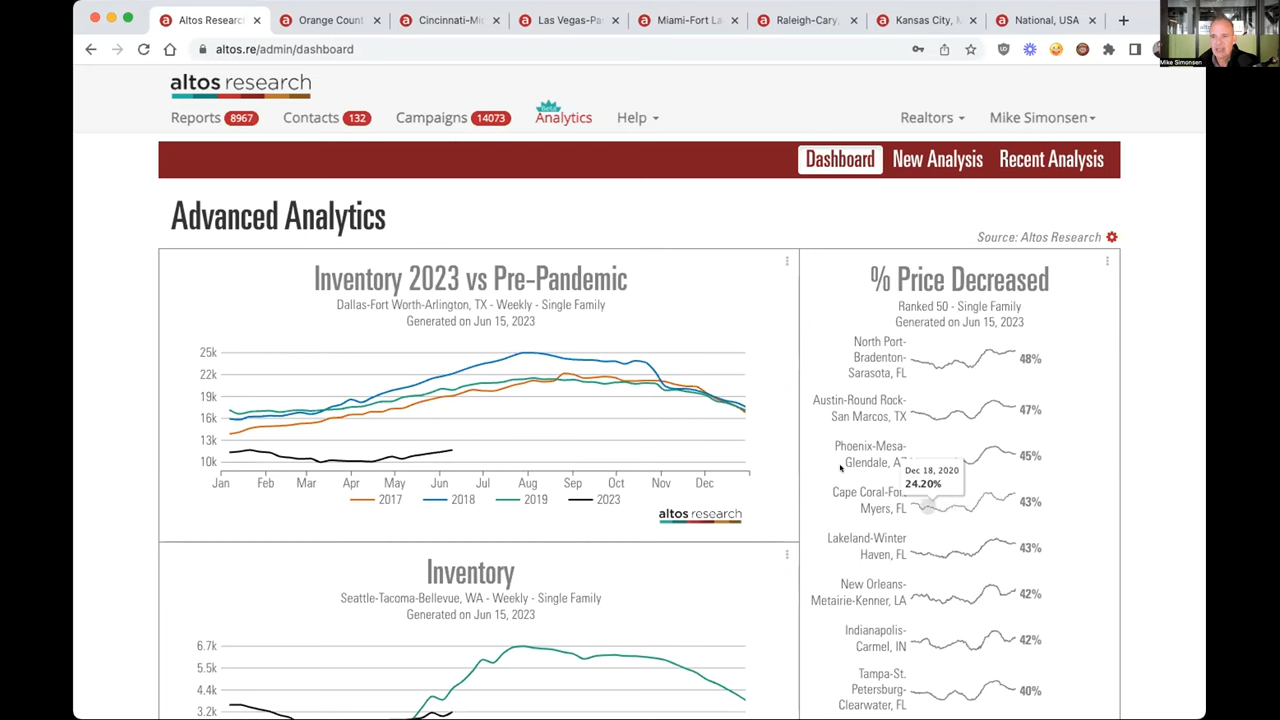 Altos Researc
Orange Count
Cincinnati-Mi
Las Vegas-Pa
Miami-Fort La
Raleigh-Cary,
Kansas City, M
National, USA
altos.re/admin/dashboard
Mike Simonsen
altos research
Reports 8967
Contacts 132
Campaigns 14073
Beta
Analytics
Help
Realtors
Mike Simonsen
Dashboard
New Analysis
Recent Analysis
Advanced Analytics
Source: Altos Research
Inventory 2023 vs Pre-Pandemic
Dallas-Fort Worth-Arlington, TX - Weekly - Single Family
Generated on Jun 15, 2023
25k
22k
19k
16k
13k
10k
Jan Feb Mar Apr May Jun Jul Aug Sep Oct Nov Dec
2017 2018 2019 2023
altos research
Inventory
Seattle-Tacoma-Bellevue, WA - Weekly - Single Family
Generated on Jun 15, 2023
6.7k
5.5k
4.4k
3.2k
% Price Decreased
Ranked 50 - Single Family
Generated on Jun 15, 2023
North Port-
Bradenton-
Sarasota, FL
48%
Austin-Round Rock-
San Marcos, TX
47%
Phoenix-Mesa-
Glendale, A
45%
Dec 18, 2020
24.20%
Cape Coral-For
Myers, FL
43%
Lakeland-Winter
Haven, FL
43%
New Orleans-
Metairie-Kenner, LA
42%
Indianapolis-
Carmel, IN
42%
Tampa-St.
Petersburg-
Clearwater, FL
40%